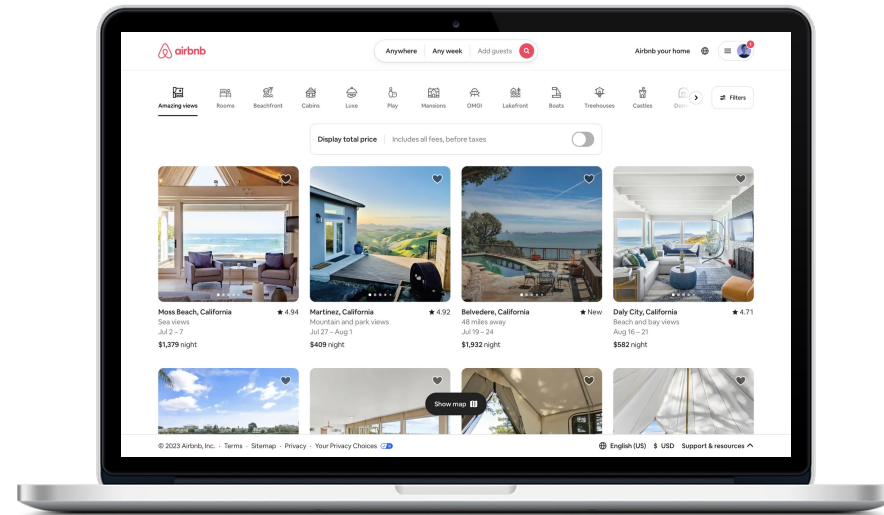 airbnb
Anywhere Any week Add guests
Airbnb your home
1
Amazing views Rooms Beachfront Cabins Luxe Play Mansions OMG! Lakefront Boats Treehouses Castles
Filters
Display total price Includes all fees, before taxes
Moss Beach, California ★ 4.94
Sea views
Jul 2 – 7
$1,379 night
Martinez, California ★ 4.92
Mountain and park views
Jul 27 – Aug 1
$409 night
Belvedere, California ★ New
48 miles away
Jul 19 – 24
$1,932 night
Daly City, California ★ 4.71
Beach and bay views
Aug 16 – 21
$582 night
Show map
© 2023 Airbnb, Inc. · Terms · Sitemap · Privacy · Your Privacy Choices
English (US) $ USD Support & resources